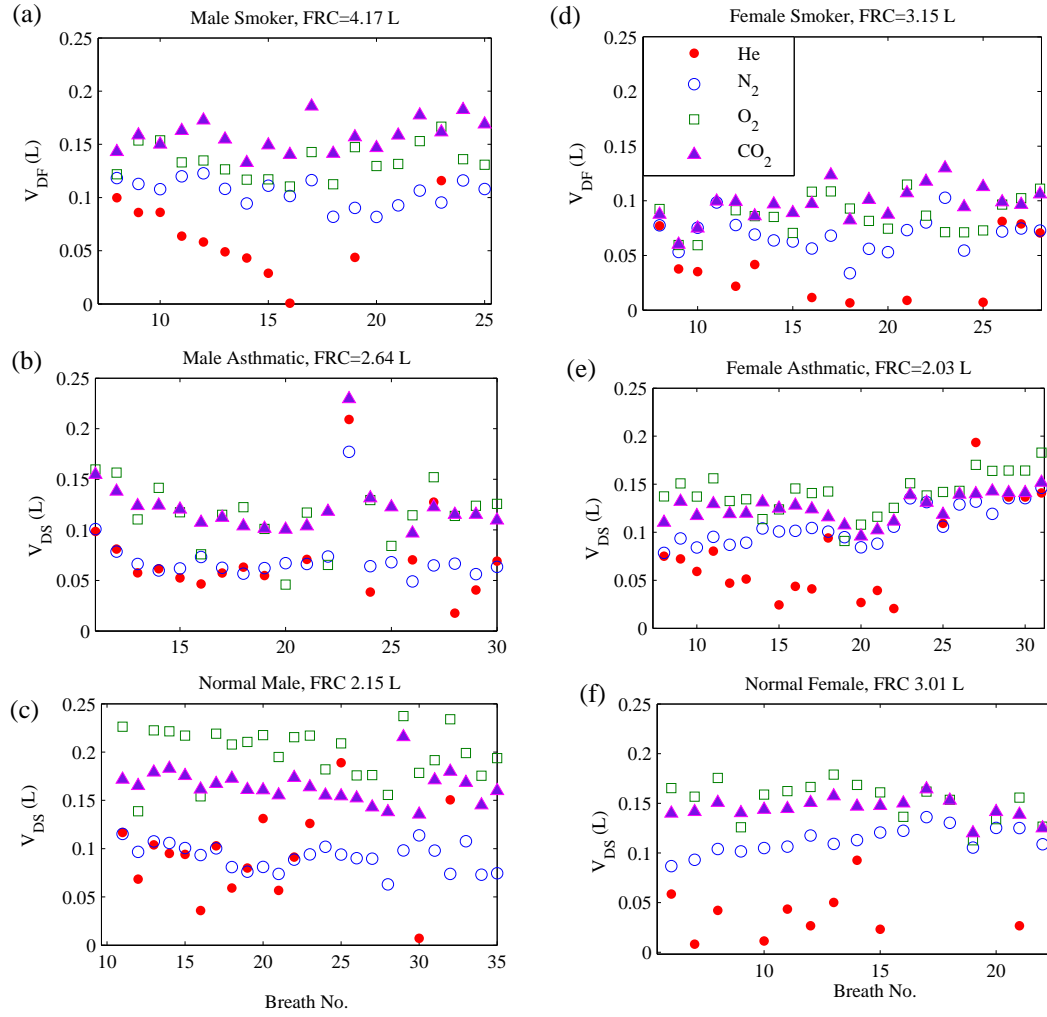 (a)
Male Smoker, FRC=4.17 L
0.25
0.2
0.15
0.1
0.05
0
V_DF (L)
10
15
20
25
(d)
Female Smoker, FRC=3.15 L
0.25
0.2
0.15
0.1
0.05
0
V_DF (L)
10
15
20
25
He
N_2
O_2
CO_2
(b)
Male Asthmatic, FRC=2.64 L
0.25
0.2
0.15
0.1
0.05
0
V_DS (L)
15
20
25
30
(e)
Female Asthmatic, FRC=2.03 L
0.25
0.2
0.15
0.1
0.05
0
V_DS (L)
10
15
20
25
30
(c)
Normal Male, FRC 2.15 L
0.25
0.2
0.15
0.1
0.05
0
V_DS (L)
15
20
25
30
35
Breath No.
(f)
Normal Female, FRC 3.01 L
0.25
0.2
0.15
0.1
0.05
0
V_DS (L)
10
15
20
Breath No.